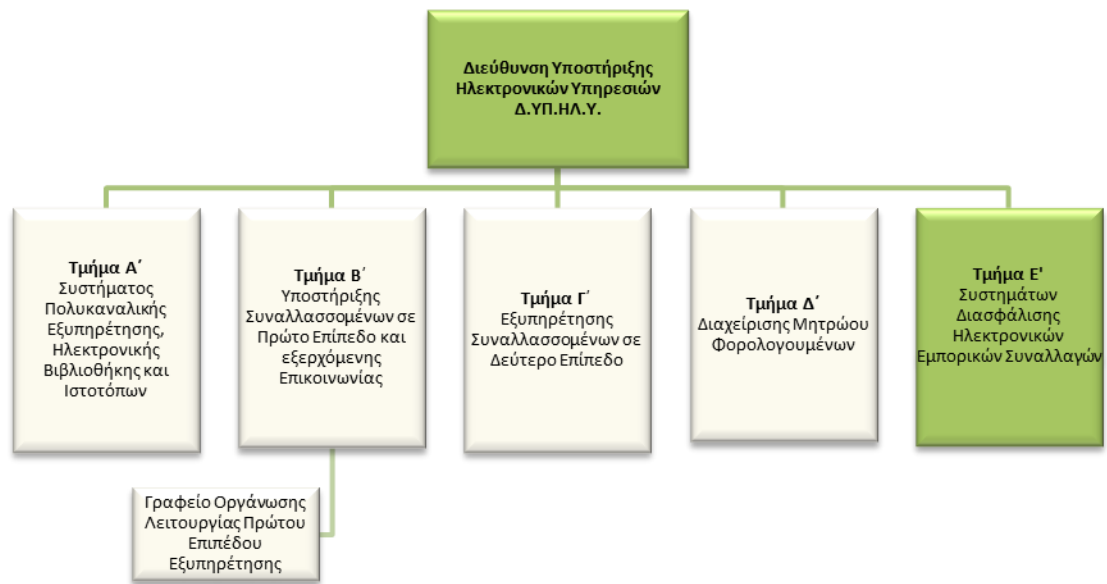 Διεύθυνση Υποστήριξης
Ηλεκτρονικών Υπηρεσιών
Δ.ΥΠ.ΗΛ.Υ.
Τμήμα Α΄
Συστήματος
Πολυκαναλικής
Εξυπηρέτησης,
Ηλεκτρονικής
Βιβλιοθήκης και
Ιστοτόπων
Τμήμα Β΄
Υποστήριξης
Συναλλασσομένων σε
Πρώτο Επίπεδο και
εξερχόμενης
Επικοινωνίας
Τμήμα Γ΄
Εξυπηρέτησης
Συναλλασσομένων σε
Δεύτερο Επίπεδο
Τμήμα Δ΄
Διαχείρισης Μητρώου
Φορολογουμένων
Τμήμα Ε'
Συστημάτων
Διασφάλισης
Ηλεκτρονικών
Εμπορικών Συναλλαγών
Γραφείο Οργάνωσης
Λειτουργίας Πρώτου
Επιπέδου
Εξυπηρέτησης